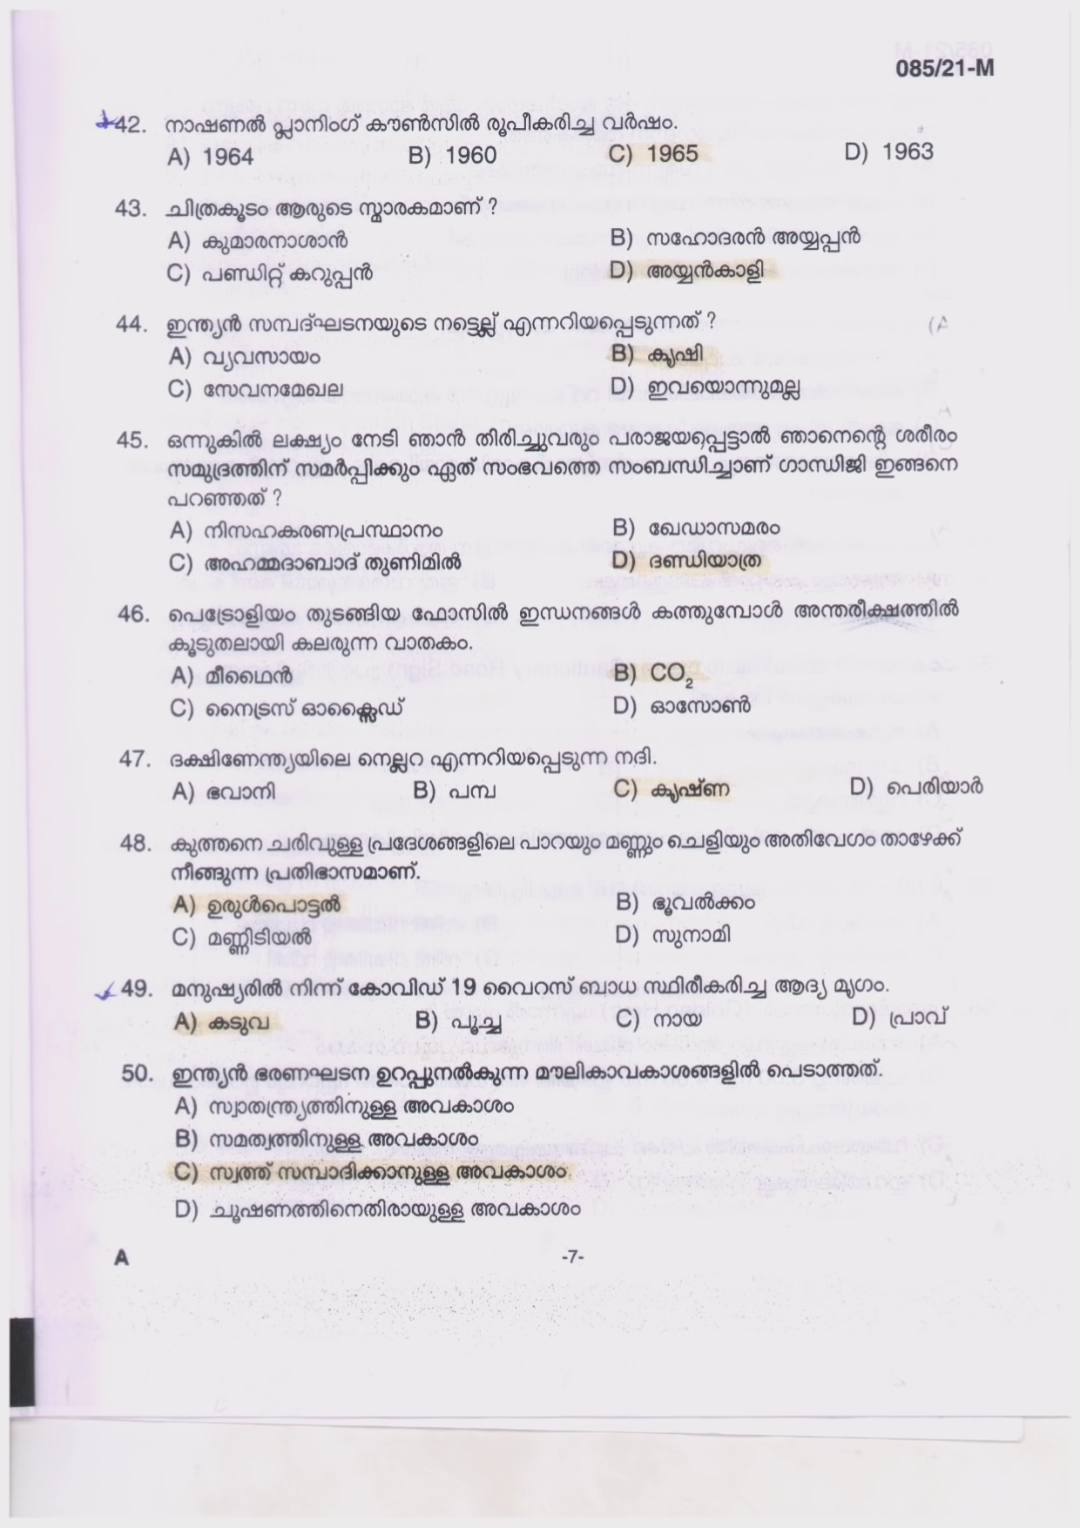 085/21-M
42. നാഷണൽ പ്ലാനിംഗ് കൗൺസിൽ രൂപീകരിച്ച വർഷം.
A) 1964 B) 1960 C) 1965 D) 1963
43. ചിത്രകൂടം ആരുടെ സ്മാരകമാണ് ?
A) കുമാരനാശാൻ B) സഹോദരൻ അയ്യപ്പൻ
C) പണ്ഡിറ്റ് കറുപ്പൻ D) അയ്യൻകാളി
44. ഇന്ത്യൻ സമ്പദ്ഘടനയുടെ നട്ടെല്ല് എന്നറിയപ്പെടുന്നത് ?
A) വ്യവസായം B) കൃഷി
C) സേവനമേഖല D) ഇവയൊന്നുമല്ല
45. ഒന്നുകിൽ ലക്ഷ്യം നേടി ഞാൻ തിരിച്ചുവരും പരാജയപ്പെട്ടാൽ ഞാനെന്റെ ശരീരം
സമുദ്രത്തിന് സമർപ്പിക്കും ഏത് സംഭവത്തെ സംബന്ധിച്ചാണ് ഗാന്ധിജി ഇങ്ങനെ
പറഞ്ഞത് ?
A) നിസഹകരണപ്രസ്ഥാനം B) ഖേഡാസമരം
C) അഹമ്മദാബാദ് തുണിമിൽ D) ദണ്ഡിയാത്ര
46. പെട്രോളിയം തുടങ്ങിയ ഫോസിൽ ഇന്ധനങ്ങൾ കത്തുമ്പോൾ അന്തരീക്ഷത്തിൽ
കൂടുതലായി കലരുന്ന വാതകം.
A) മീഥൈൻ B) CO₂
C) നൈട്രസ് ഓക്സൈഡ് D) ഓസോൺ
47. ദക്ഷിണേന്ത്യയിലെ നെല്ലറ എന്നറിയപ്പെടുന്ന നദി.
A) ഭവാനി B) പമ്പ C) കൃഷ്ണ D) പെരിയാർ
48. കുത്തനെ ചരിവുള്ള പ്രദേശങ്ങളിലെ പാറയും മണ്ണും ചെളിയും അതിവേഗം താഴേക്ക്
നീങ്ങുന്ന പ്രതിഭാസമാണ്.
A) ഉരുൾപൊട്ടൽ B) ഭൂവൽക്കം
C) മണ്ണിടിയൽ D) സുനാമി
49. മനുഷ്യരിൽ നിന്ന് കോവിഡ് 19 വൈറസ് ബാധ സ്ഥിരീകരിച്ച ആദ്യ മൃഗം.
A) കടുവ B) പൂച്ച C) നായ D) പ്രാവ്
50. ഇന്ത്യൻ ഭരണഘടന ഉറപ്പുനൽകുന്ന മൗലികാവകാശങ്ങളിൽ പെടാത്തത്.
A) സ്വാതന്ത്ര്യത്തിനുള്ള അവകാശം
B) സമത്വത്തിനുള്ള അവകാശം
C) സ്വത്ത് സമ്പാദിക്കാനുള്ള അവകാശം
D) ചൂഷണത്തിനെതിരായുള്ള അവകാശം
A -7-